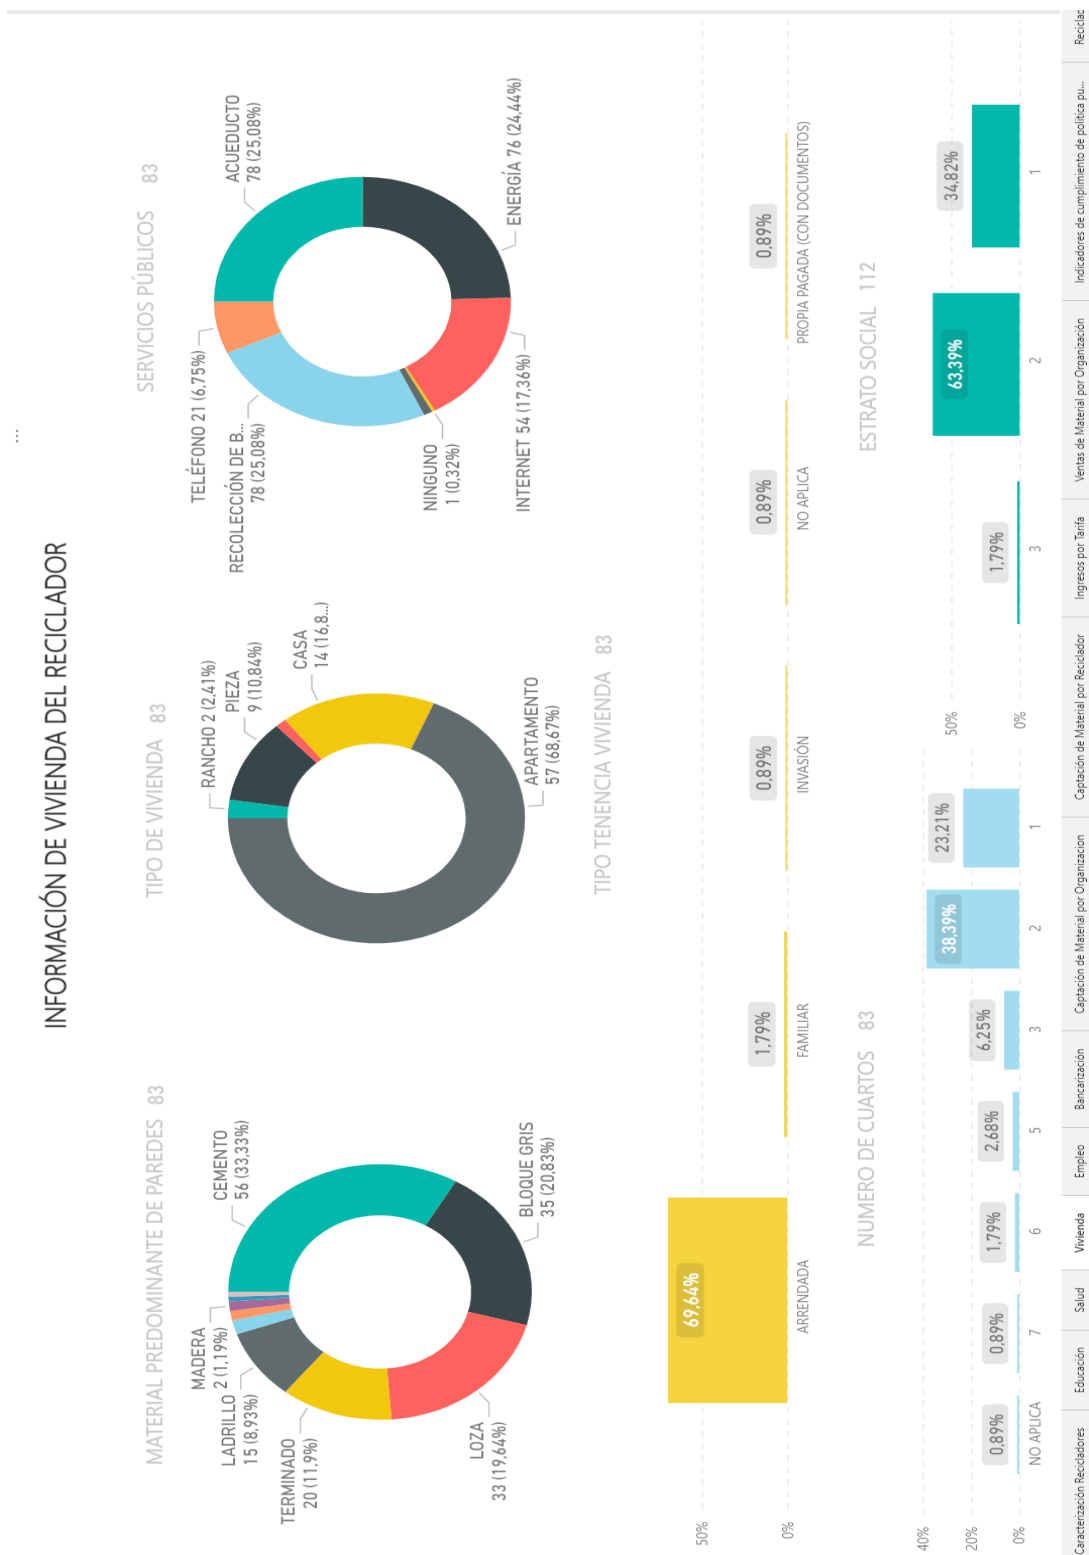 ...
INFORMACIÓN DE VIVIENDA DEL RECICLADOR
MATERIAL PREDOMINANTE DE PAREDES 83
MADERA
2 (1,19%)
LADRILLO
15 (8,93%)
TERMINADO
20 (11,9%)
LOZA
33 (19,64%)
BLOQUE GRIS
35 (20,83%)
CEMENTO
56 (33,33%)
TIPO DE VIVIENDA 83
RANCHO 2 (2,41%)
PIEZA
9 (10,84%)
CASA
14 (16,8...)
APARTAMENTO
57 (68,67%)
SERVICIOS PÚBLICOS 83
TELÉFONO 21 (6,75%)
RECOLECCIÓN DE B...
78 (25,08%)
NINGUNO
1 (0,32%)
INTERNET 54 (17,36%)
ENERGÍA 76 (24,44%)
ACUEDUCTO
78 (25,08%)
TIPO TENENCIA VIVIENDA 83
50%
0%
69,64%
1,79%
0,89%
0,89%
0,89%
ARRENDADA
FAMILIAR
INVASIÓN
NO APLICA
PROPIA PAGADA (CON DOCUMENTOS)
NUMERO DE CUARTOS 83
40%
20%
0%
0,89%
0,89%
1,79%
2,68%
6,25%
38,39%
23,21%
NO APLICA
7
6
5
3
2
1
ESTRATO SOCIAL 112
50%
0%
1,79%
63,39%
34,82%
3
2
1
Caracterización Recicladores
Educación
Salud
Vivienda
Empleo
Bancarización
Captación de Material por Organizacion
Captación de Material por Reciclador
Ingresos por Tarifa
Ventas de Material por Organización
Indicadores de cumplimiento de política pu...
Reciclad